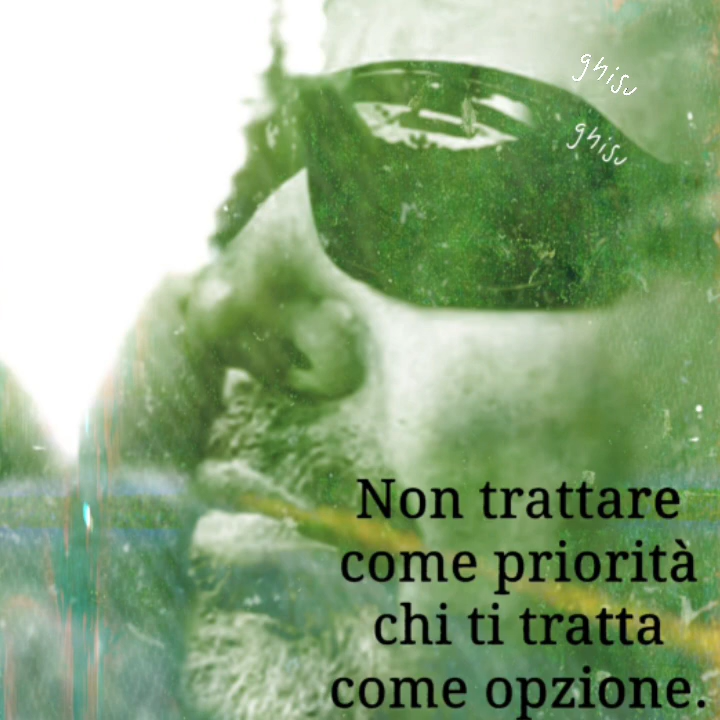 ghisu
ghisu
Non trattare
come priorità
chi ti tratta
come opzione.